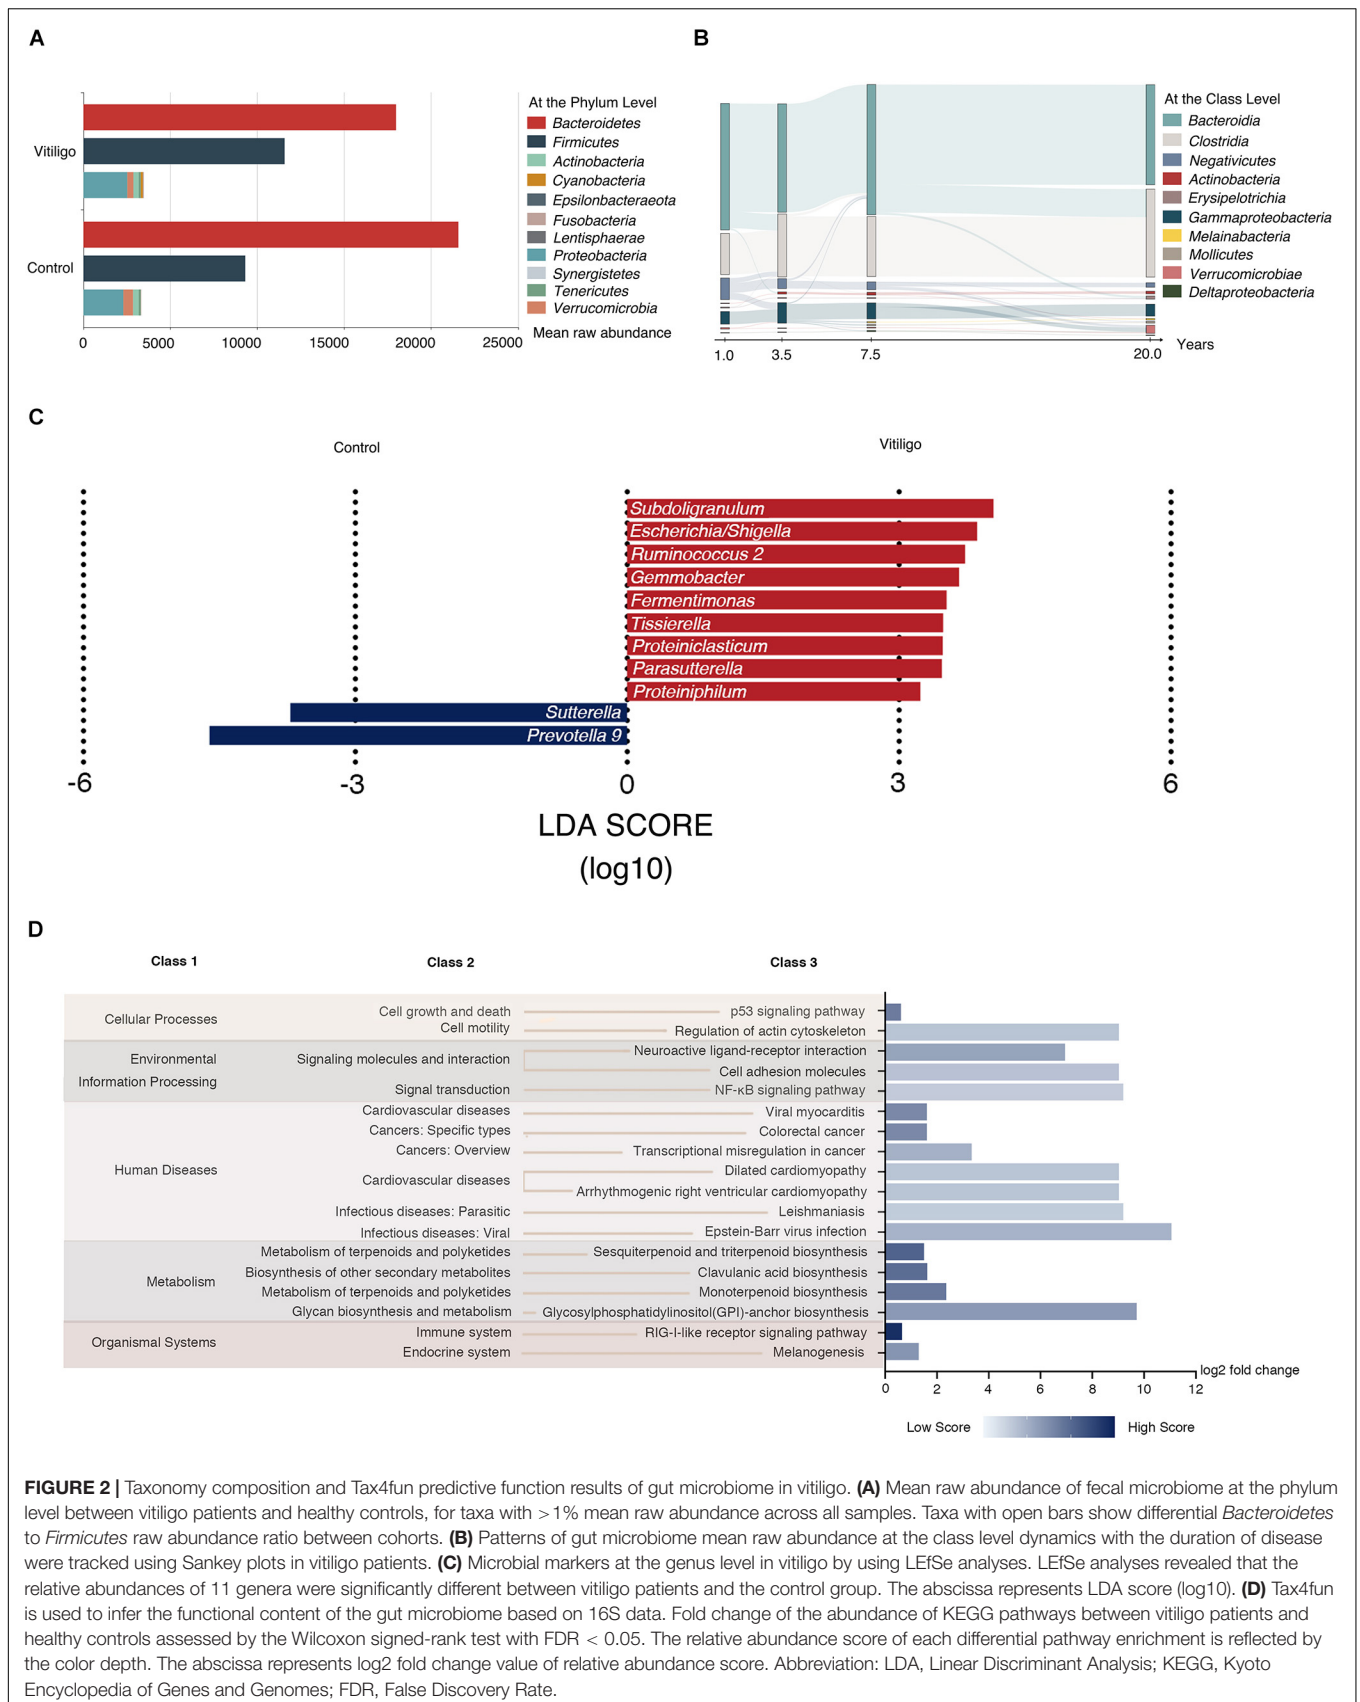 A
Vitiligo
Control
0
5000
10000
15000
20000
25000
Mean raw abundance
At the Phylum Level
Bacteroidetes
Firmicutes
Actinobacteria
Cyanobacteria
Epsilonbacteraeota
Fusobacteria
Lentisphaerae
Proteobacteria
Synergistetes
Tenericutes
Verrucomicrobia
B
1.0
3.5
7.5
20.0
Years
At the Class Level
Bacteroidia
Clostridia
Negativicutes
Actinobacteria
Erysipelotrichia
Gammaproteobacteria
Melainabacteria
Mollicutes
Verrucomicrobiae
Deltaproteobacteria
C
Control
Vitiligo
Subdoligranulum
Escherichia/Shigella
Ruminococcus 2
Gemmobacter
Fermentimonas
Tissierella
Proteiniclasticum
Parasutterella
Proteiniphilum
Sutterella
Prevotella 9
-6
-3
0
3
6
LDA SCORE
(log10)
D
Class 1
Class 2
Class 3
Cellular Processes
Cell growth and death
p53 signaling pathway
Cell motility
Regulation of actin cytoskeleton
Environmental
Information Processing
Signaling molecules and interaction
Neuroactive ligand-receptor interaction
Cell adhesion molecules
Signal transduction
NF-κB signaling pathway
Human Diseases
Cardiovascular diseases
Viral myocarditis
Cancers: Specific types
Colorectal cancer
Cancers: Overview
Transcriptional misregulation in cancer
Cardiovascular diseases
Dilated cardiomyopathy
Arrhythmogenic right ventricular cardiomyopathy
Infectious diseases: Parasitic
Leishmaniasis
Infectious diseases: Viral
Epstein-Barr virus infection
Metabolism
Metabolism of terpenoids and polyketides
Sesquiterpenoid and triterpenoid biosynthesis
Biosynthesis of other secondary metabolites
Clavulanic acid biosynthesis
Metabolism of terpenoids and polyketides
Monoterpenoid biosynthesis
Glycan biosynthesis and metabolism
Glycosylphosphatidylinositol(GPI)-anchor biosynthesis
Organismal Systems
Immune system
RIG-I-like receptor signaling pathway
Endocrine system
Melanogenesis
0
2
4
6
8
10
12
log2 fold change
Low Score
High Score
FIGURE 2 | Taxonomy composition and Tax4fun predictive function results of gut microbiome in vitiligo. (A) Mean raw abundance of fecal microbiome at the phylum
level between vitiligo patients and healthy controls, for taxa with >1% mean raw abundance across all samples. Taxa with open bars show differential Bacteroidetes
to Firmicutes raw abundance ratio between cohorts. (B) Patterns of gut microbiome mean raw abundance at the class level dynamics with the duration of disease
were tracked using Sankey plots in vitiligo patients. (C) Microbial markers at the genus level in vitiligo by using LEfSe analyses. LEfSe analyses revealed that the
relative abundances of 11 genera were significantly different between vitiligo patients and the control group. The abscissa represents LDA score (log10). (D) Tax4fun
is used to infer the functional content of the gut microbiome based on 16S data. Fold change of the abundance of KEGG pathways between vitiligo patients and
healthy controls assessed by the Wilcoxon signed-rank test with FDR < 0.05. The relative abundance score of each differential pathway enrichment is reflected by
the color depth. The abscissa represents log2 fold change value of relative abundance score. Abbreviation: LDA, Linear Discriminant Analysis; KEGG, Kyoto
Encyclopedia of Genes and Genomes; FDR, False Discovery Rate.